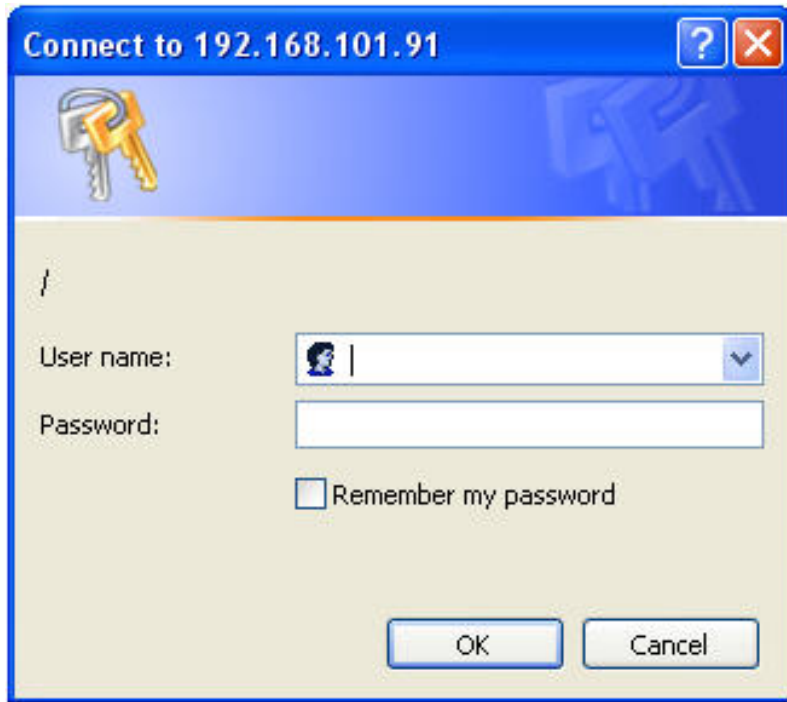 Connect to 192.168.101.91
/
User name:
Password:
Remember my password
OK Cancel